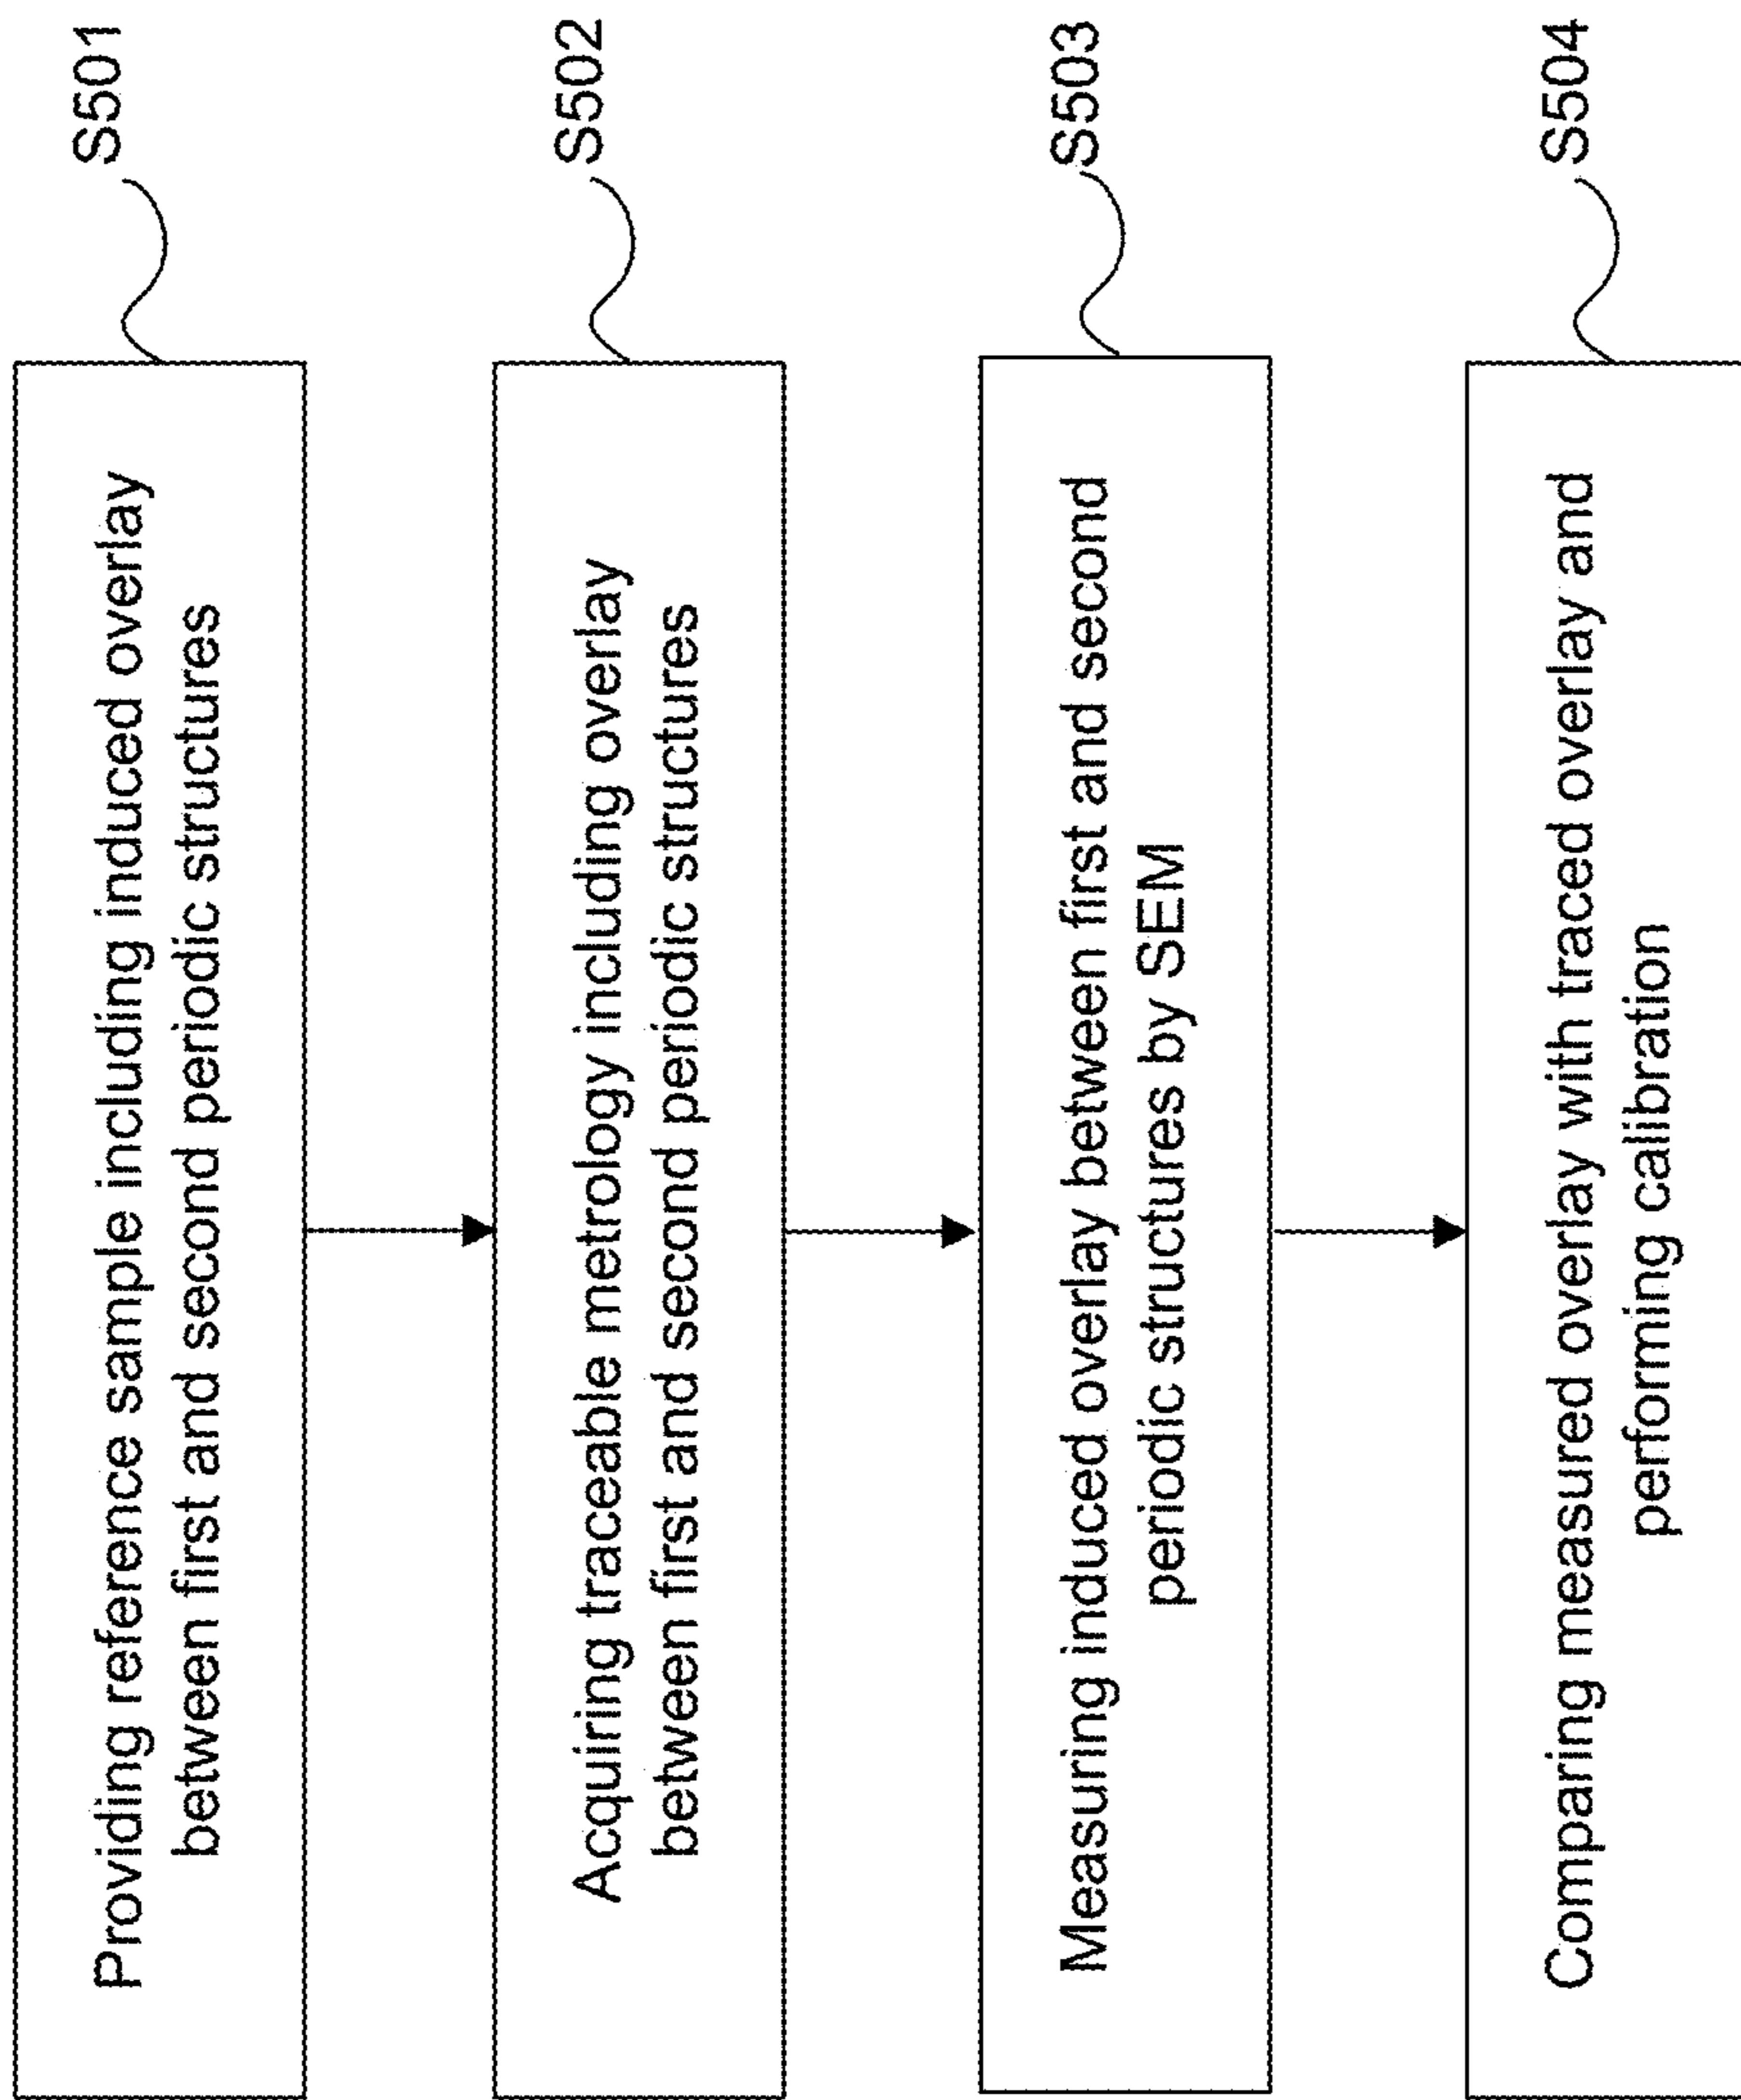 S501
Providing reference sample including induced overlay
between first and second periodic structures
S502
Acquiring traceable metrology including overlay
between first and second periodic structures
S503
Measuring induced overlay between first and second
periodic structures by SEM
S504
Comparing measured overlay with traced overlay and
performing calibration